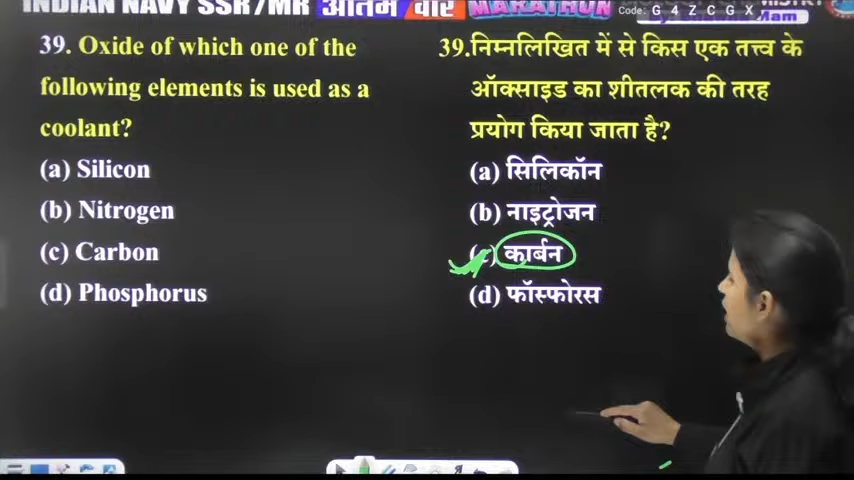 INDIAN NAVY SSR/MR अंतिम वार MARATHON
Code: G 4 Z C G X
Mam
39. Oxide of which one of the
following elements is used as a
coolant?
(a) Silicon
(b) Nitrogen
(c) Carbon
(d) Phosphorus
39.निम्नलिखित में से किस एक तत्त्व के
ऑक्साइड का शीतलक की तरह
प्रयोग किया जाता है?
(a) सिलिकॉन
(b) नाइट्रोजन
(c) कार्बन
(d) फॉस्फोरस